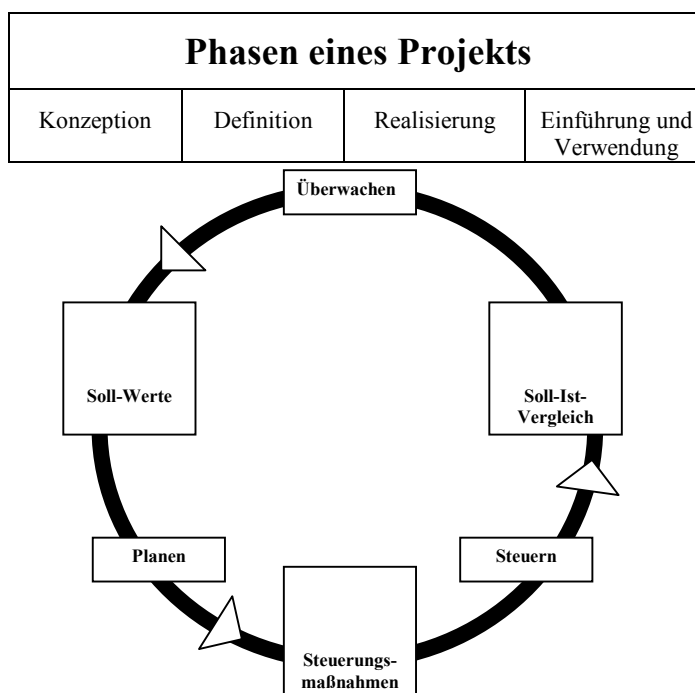 Phasen eines Projekts
Konzeption
Definition
Realisierung
Einführung und
Verwendung
Überwachen
Soll-Werte
Soll-Ist-
Vergleich
Planen
Steuern
Steuerungs-
maßnahmen